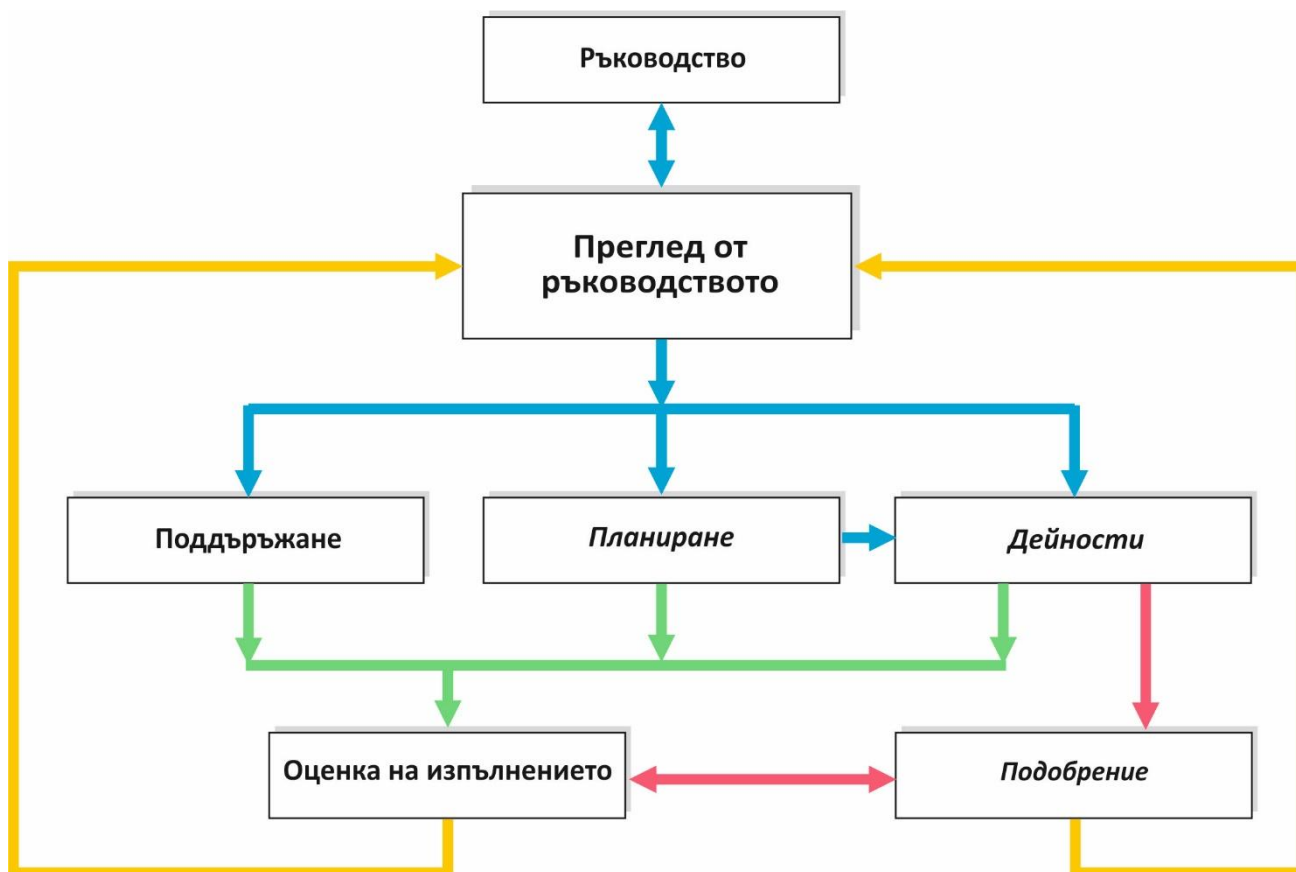 Ръководство
Преглед от
ръководството
Поддържане
Планиране
Дейности
Оценка на изпълнението
Подобрение